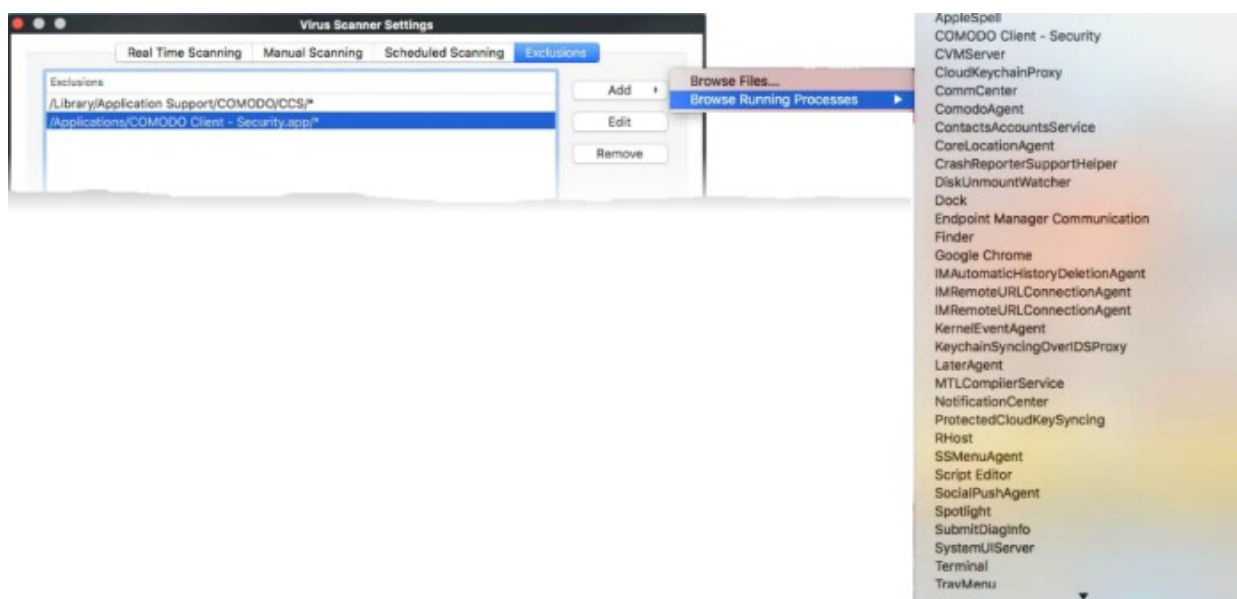 Virus Scanner Settings
Real Time Scanning Manual Scanning Scheduled Scanning Exclusions
Exclusions
/Library/Application Support/COMODO/CCS/*
/Applications/COMODO Client - Security.app/*
Add
Edit
Remove
Browse Files...
Browse Running Processes
AppleSpell
COMODO Client - Security
CVMServer
CloudKeychainProxy
CommCenter
ComodoAgent
ContactsAccountsService
CoreLocationAgent
CrashReporterSupportHelper
DiskUnmountWatcher
Dock
Endpoint Manager Communication
Finder
Google Chrome
IMAutomaticHistoryDeletionAgent
IMRemoteURLConnectionAgent
IMRemoteURLConnectionAgent
KernelEventAgent
KeychainSyncingOverIDSProxy
LaterAgent
MTLCompilerService
NotificationCenter
ProtectedCloudKeySyncing
RHost
SSMenuAgent
Script Editor
SocialPushAgent
Spotlight
SubmitDiagInfo
SystemUIServer
Terminal
TrayMenu